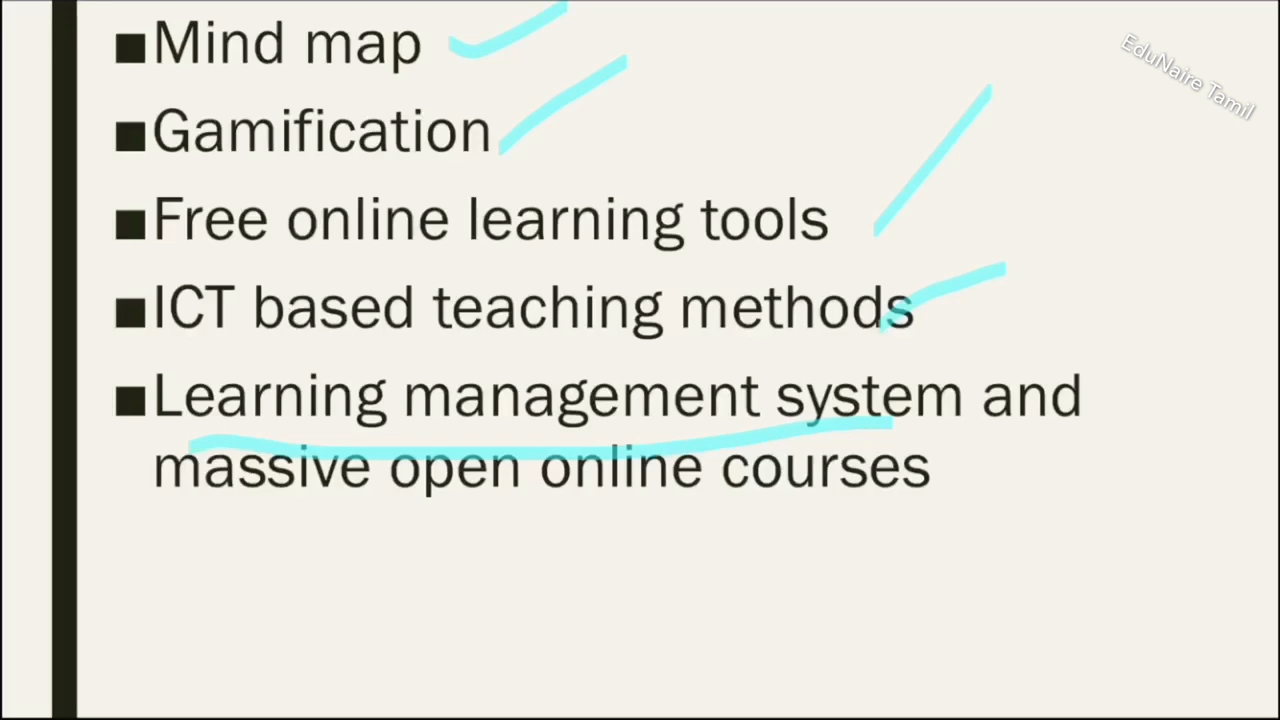 ■Mind map
■Gamification
■Free online learning tools
■ICT based teaching methods
■Learning management system and
massive open online courses
EduNaire Tamil